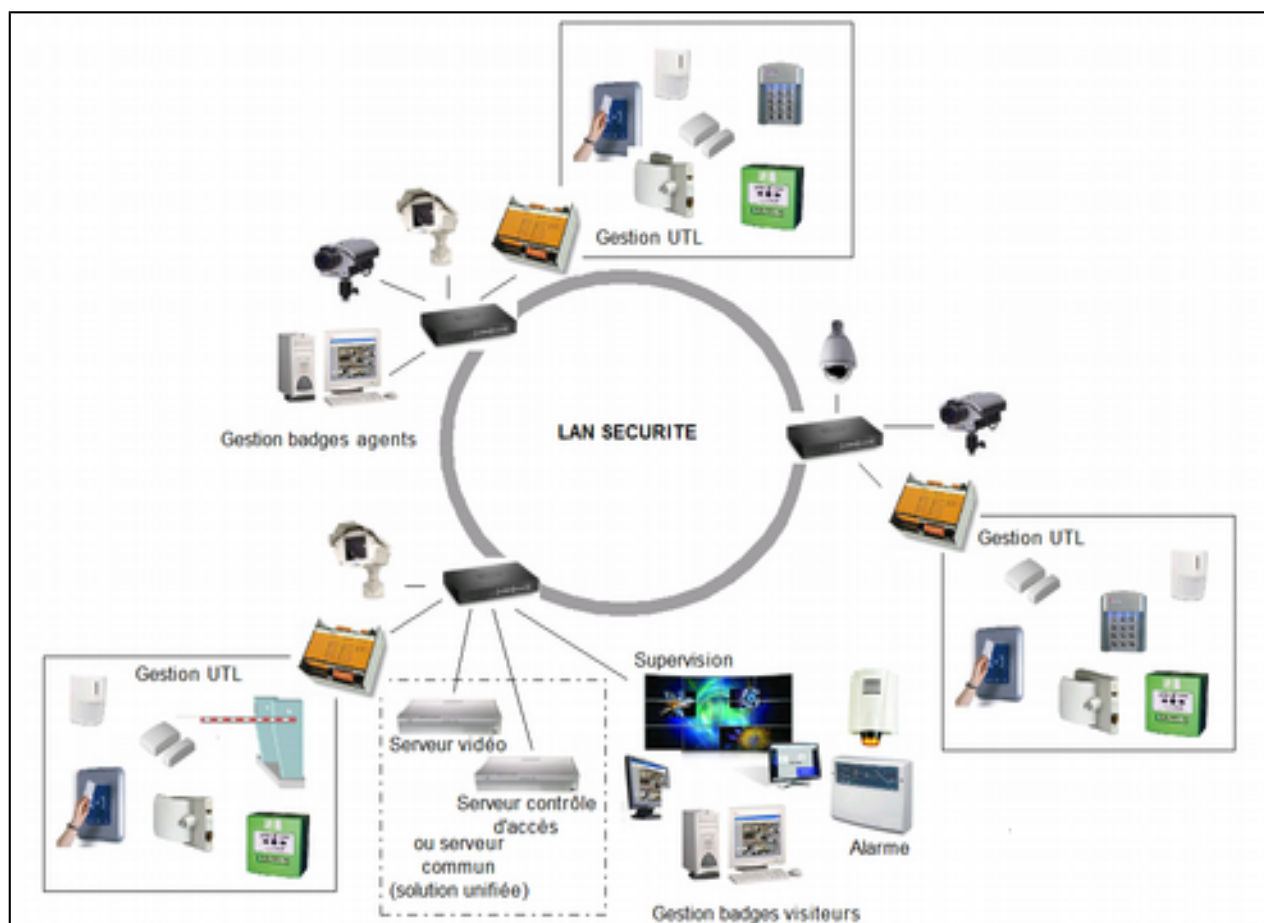 Gestion UTL
Gestion badges agents
LAN SECURITE
Gestion UTL
Gestion UTL
Supervision
Serveur vidéo
Serveur contrôle
d'accès
ou serveur
commun
(solution unifiée)
Alarme
Gestion badges visiteurs